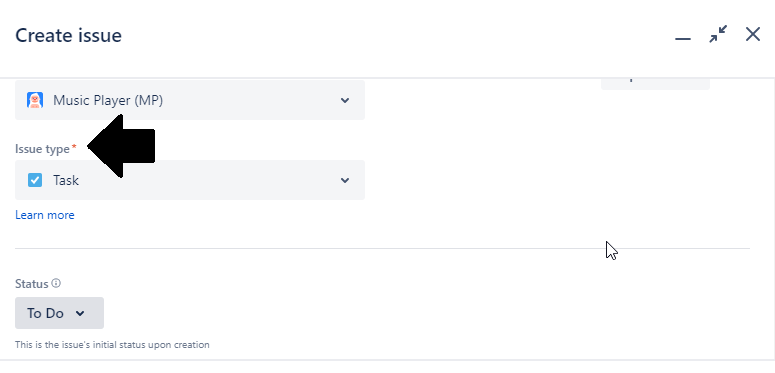 Create issue
Music Player (MP)
Issue type*
Task
Learn more
Status
To Do
This is the issue's initial status upon creation